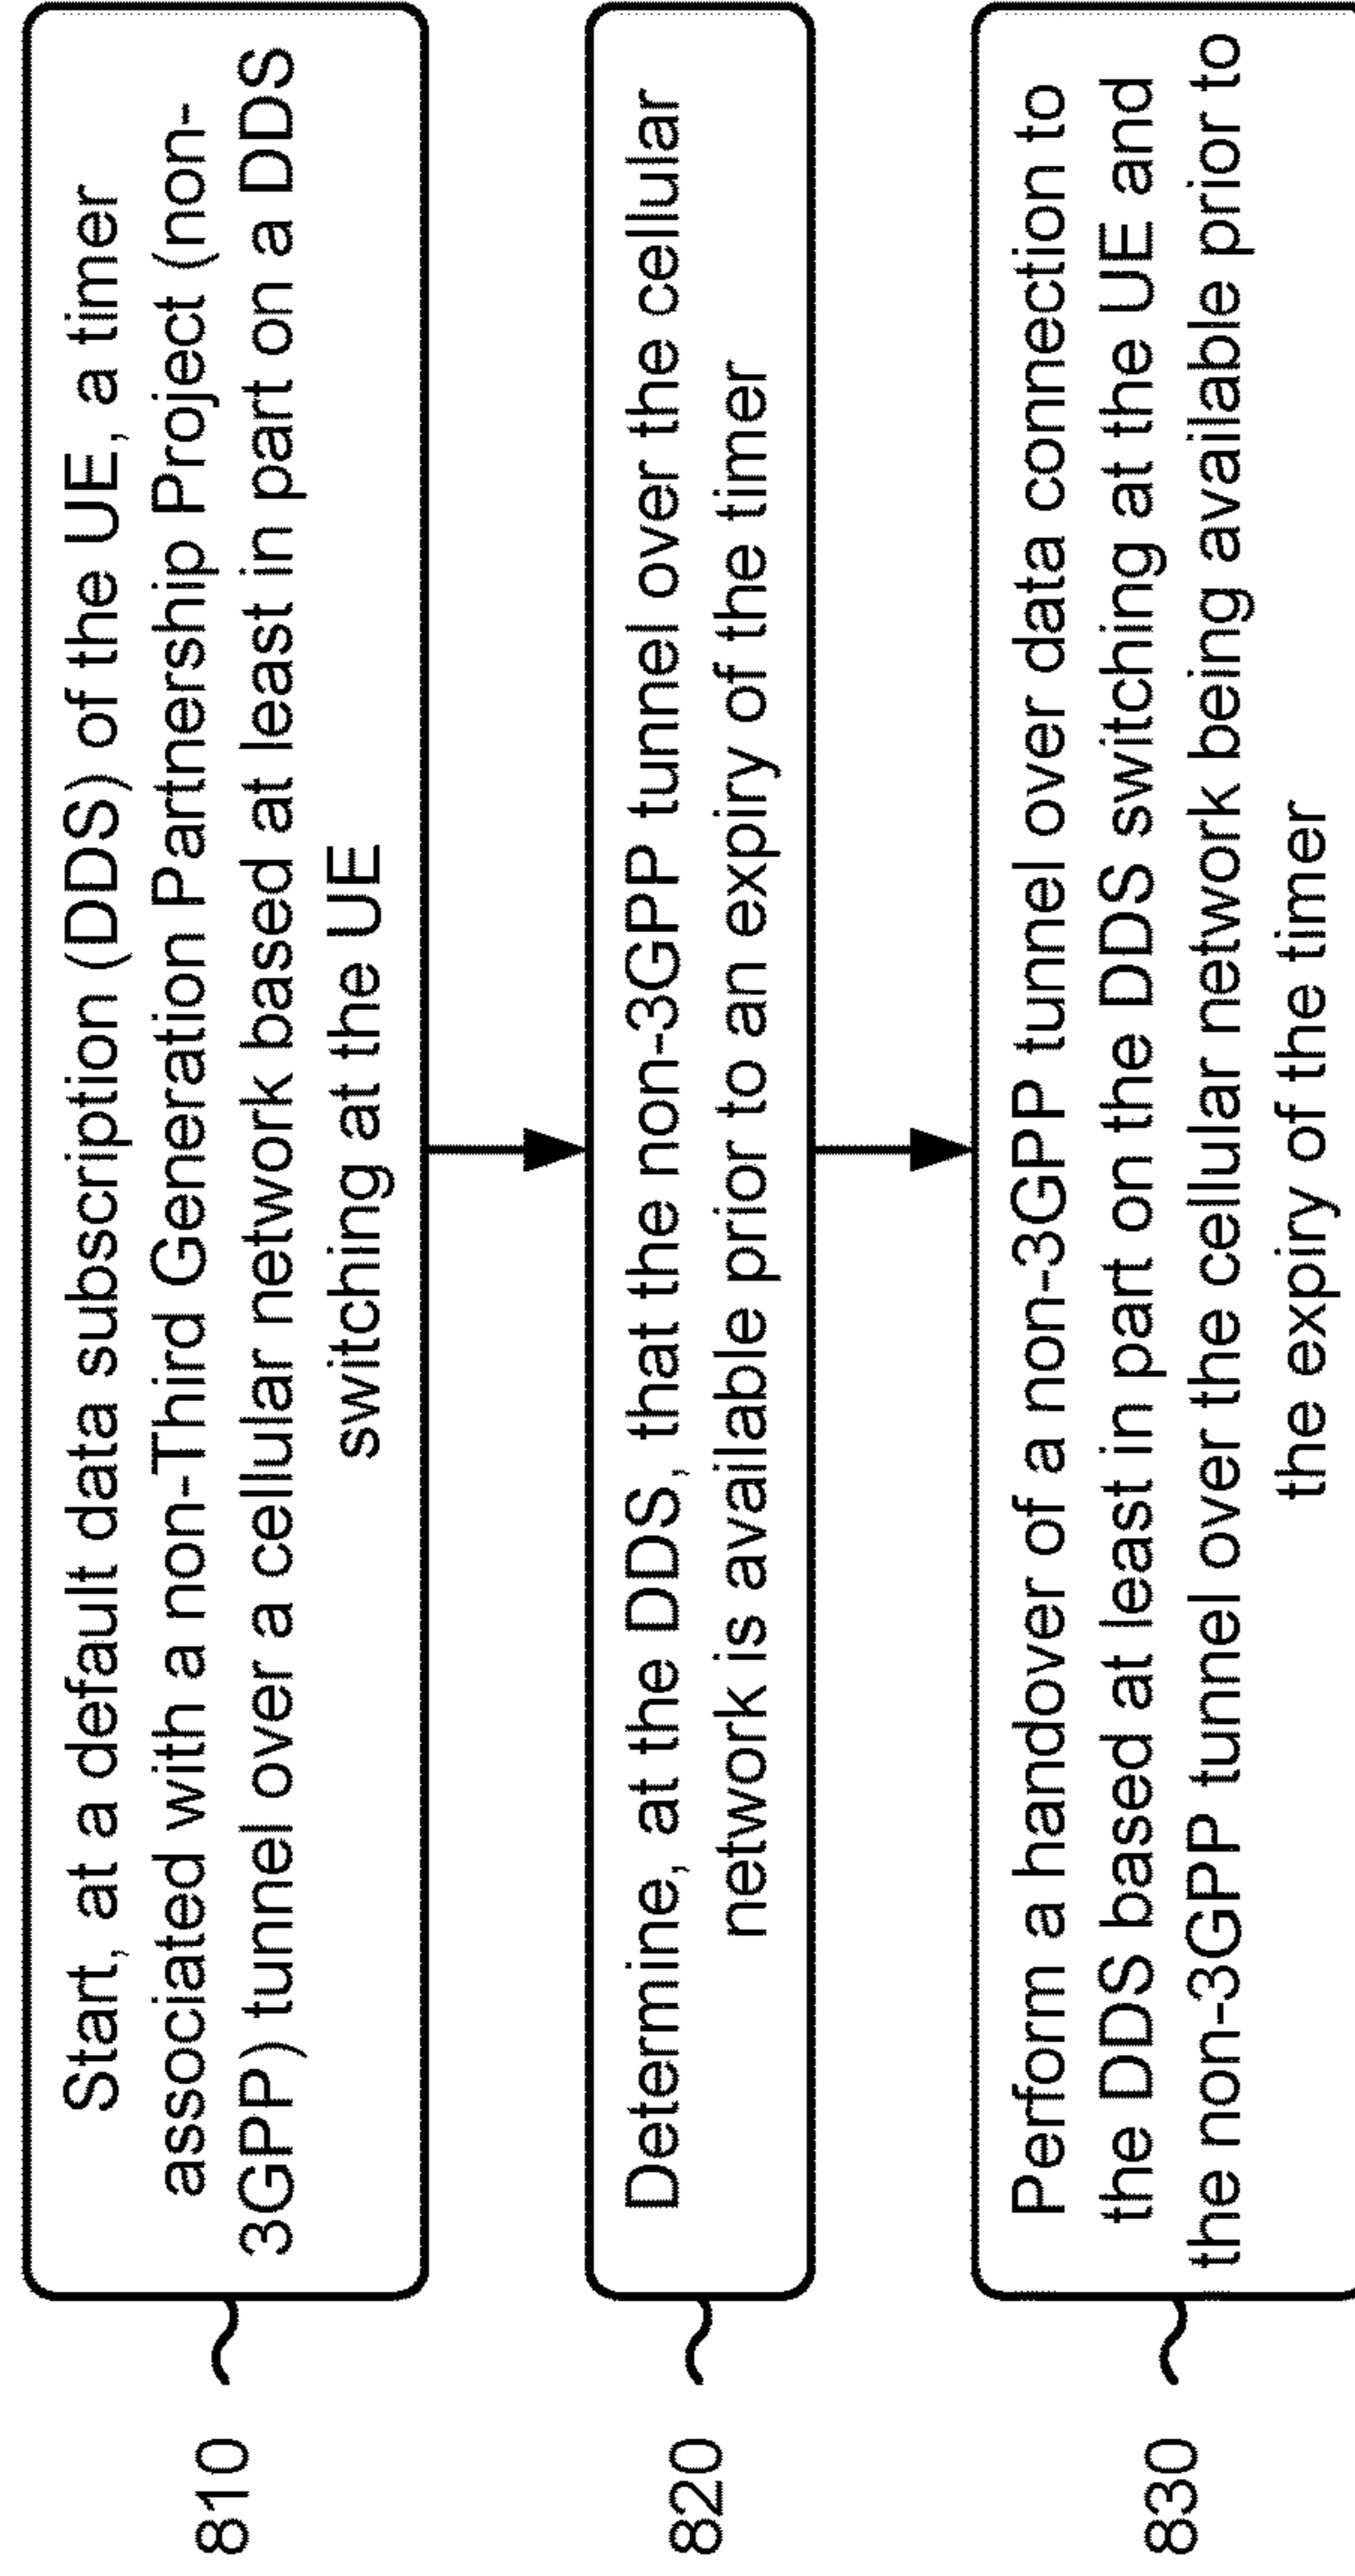 810
Start, at a default data subscription (DDS) of the UE, a timer
associated with a non-Third Generation Partnership Project (non-
3GPP) tunnel over a cellular network based at least in part on a DDS
switching at the UE
820
Determine, at the DDS, that the non-3GPP tunnel over the cellular
network is available prior to an expiry of the timer
830
Perform a handover of a non-3GPP tunnel over data connection to
the DDS based at least in part on the DDS switching at the UE and
the non-3GPP tunnel over the cellular network being available prior to
the expiry of the timer